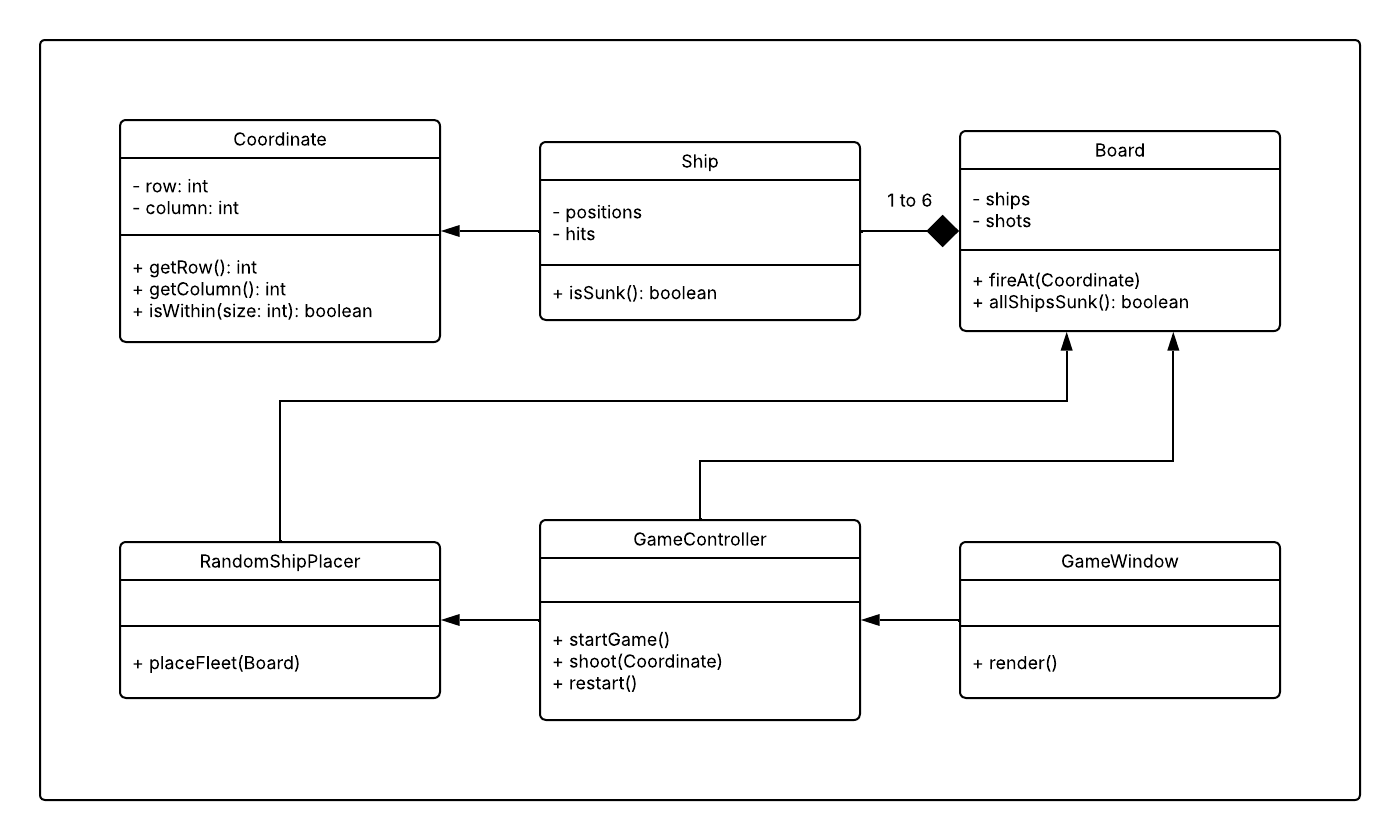 Coordinate
- row: int
- column: int
+ getRow(): int
+ getColumn(): int
+ isWithin(size: int): boolean
Ship
- positions
- hits
+ isSunk(): boolean
1 to 6
Board
- ships
- shots
+ fireAt(Coordinate)
+ allShipsSunk(): boolean
RandomShipPlacer
+ placeFleet(Board)
GameController
+ startGame()
+ shoot(Coordinate)
+ restart()
GameWindow
+ render()